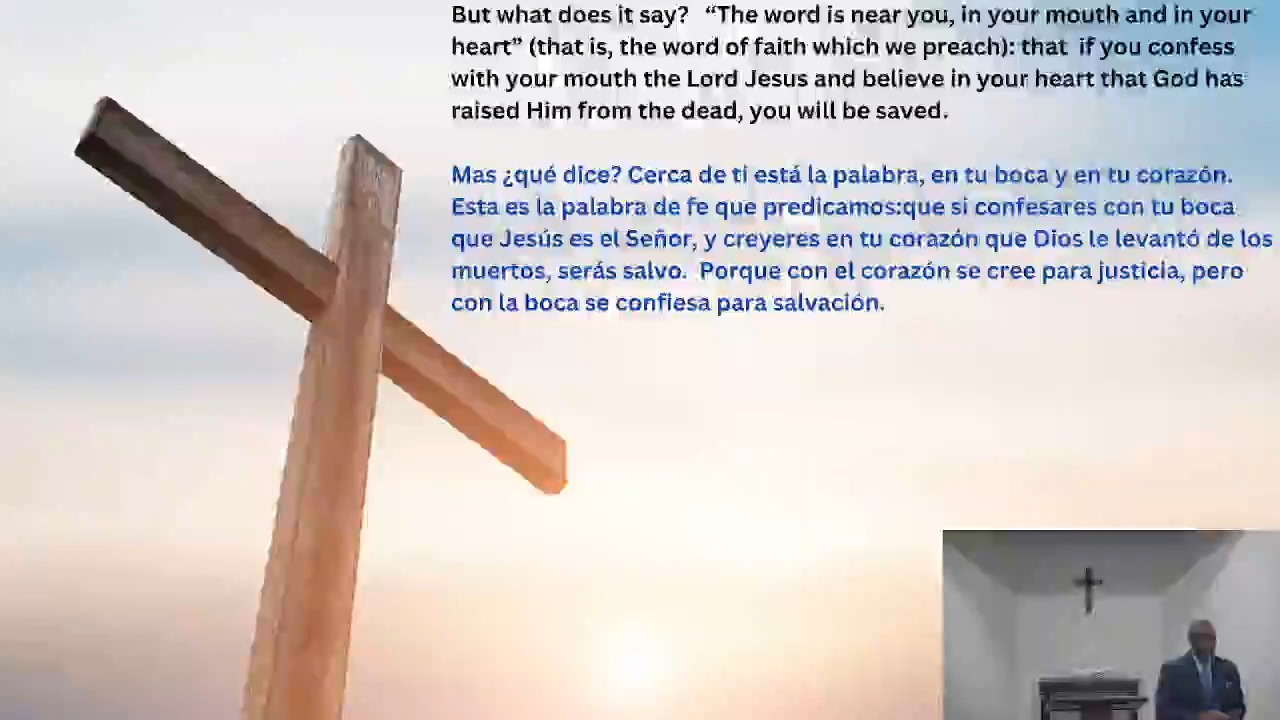 But what does it say? “The word is near you, in your mouth and in your
heart” (that is, the word of faith which we preach): that if you confess
with your mouth the Lord Jesus and believe in your heart that God has
raised Him from the dead, you will be saved.
Mas ¿qué dice? Cerca de ti está la palabra, en tu boca y en tu corazón.
Esta es la palabra de fe que predicamos:que si confesares con tu boca
que Jesús es el Señor, y creyeres en tu corazón que Dios le levantó de los
muertos, serás salvo. Porque con el corazón se cree para justicia, pero
con la boca se confiesa para salvación.